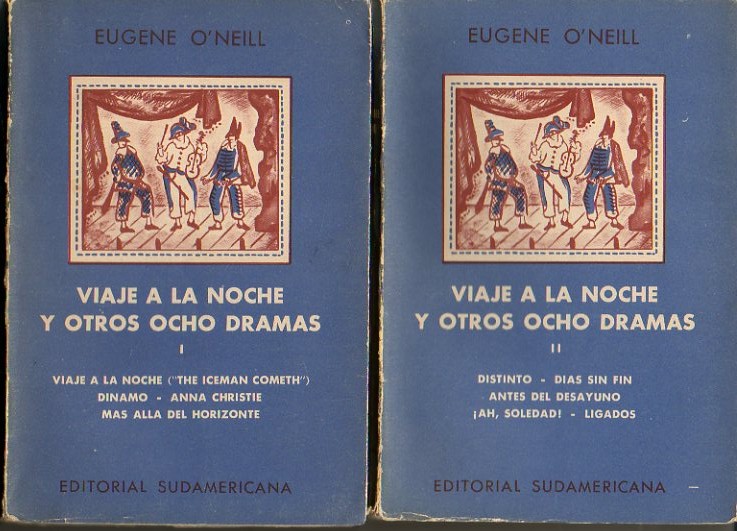 EUGENE O'NEILL
VIAJE A LA NOCHE
Y OTROS OCHO DRAMAS
I
VIAJE A LA NOCHE ("THE ICEMAN COMETH")
DINAMO - ANNA CHRISTIE
MAS ALLA DEL HORIZONTE
EDITORIAL SUDAMERICANA
EUGENE O'NEILL
VIAJE A LA NOCHE
Y OTROS OCHO DRAMAS
II
DISTINTO - DIAS SIN FIN
ANTES DEL DESAYUNO
¡AH, SOLEDAD! - LIGADOS
EDITORIAL SUDAMERICANA